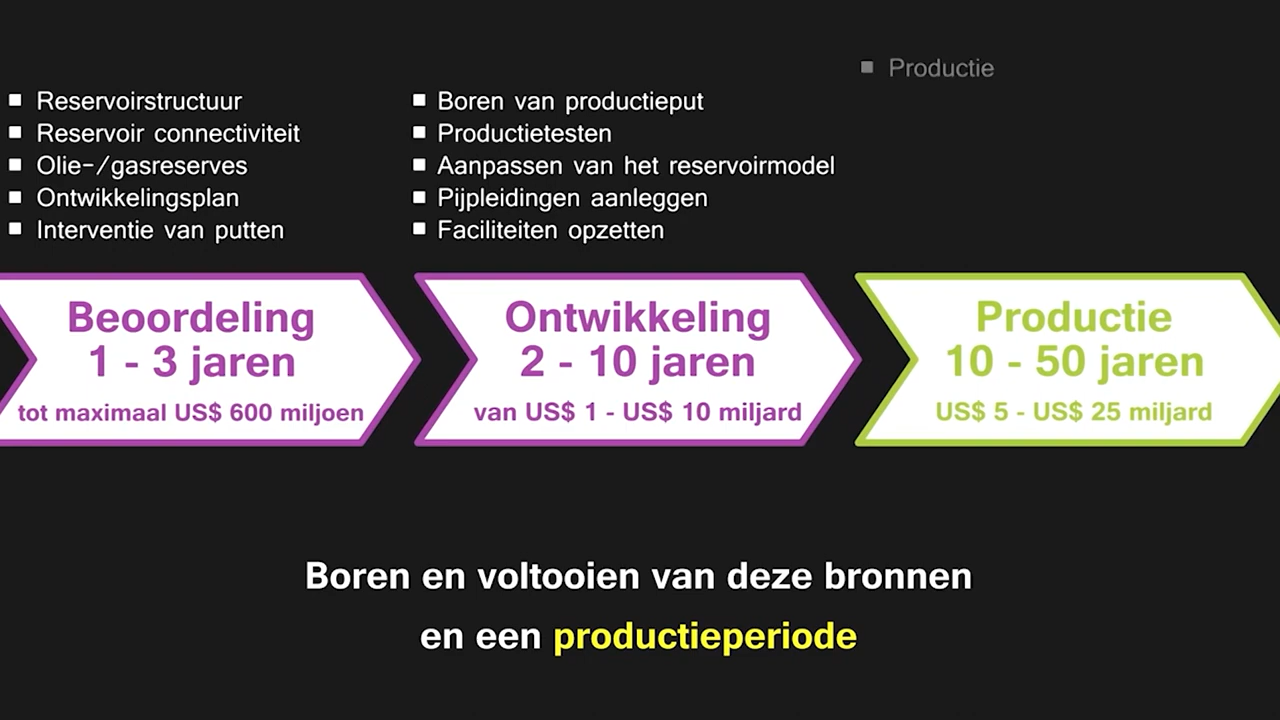 Reservoirstructuur
Reservoir connectiviteit
Olie-/gasreserves
Ontwikkelingsplan
Interventie van putten
Boren van productieput
Productietesten
Aanpassen van het reservoirmodel
Pijpleidingen aanleggen
Faciliteiten opzetten
Productie
Beoordeling
1 - 3 jaren
tot maximaal US$ 600 miljoen
Ontwikkeling
2 - 10 jaren
van US$ 1 - US$ 10 miljard
Productie
10 - 50 jaren
US$ 5 - US$ 25 miljard
Boren en voltooien van deze bronnen
en een productieperiode